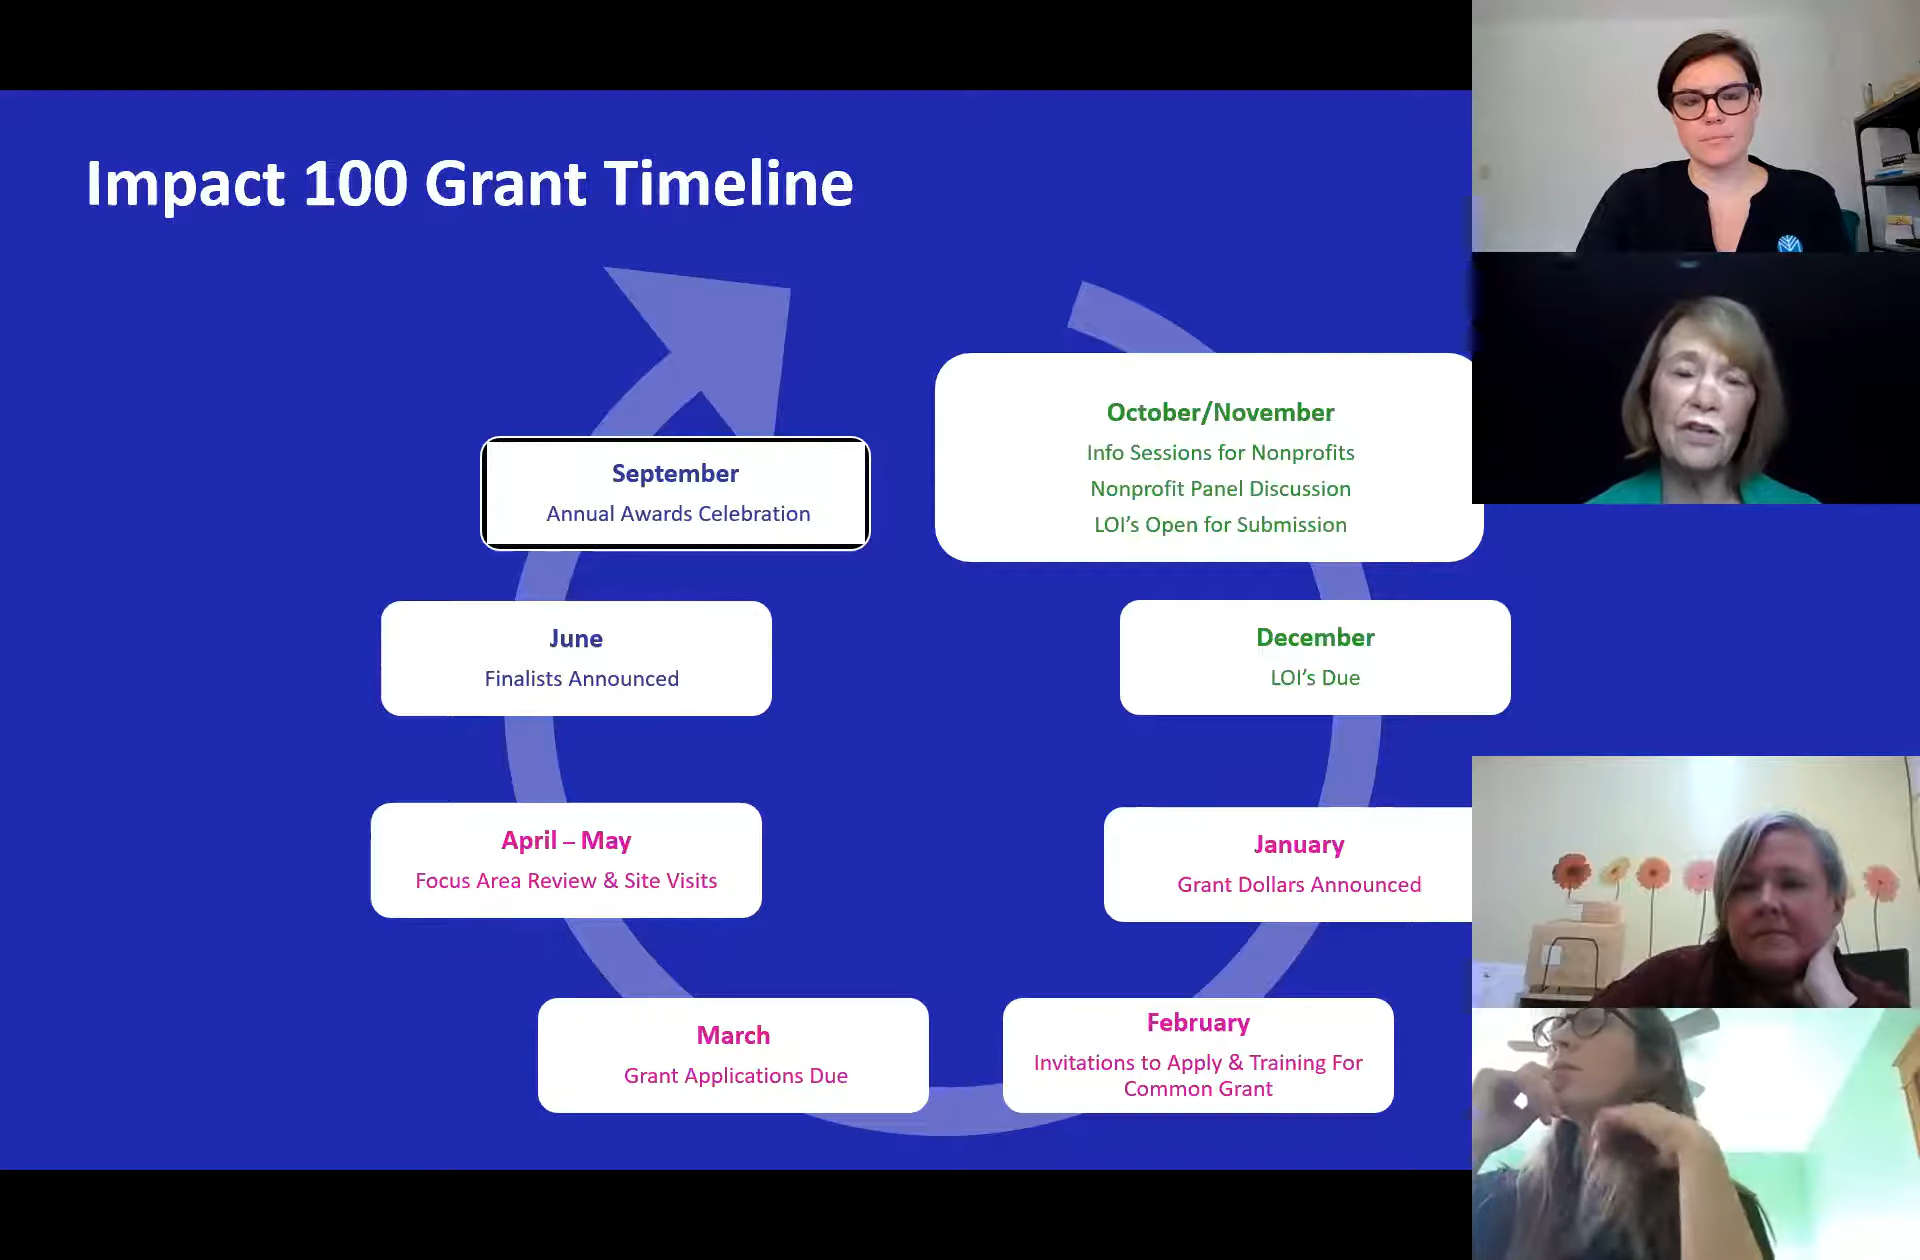 Impact 100 Grant Timeline
October/November
Info Sessions for Nonprofits
Nonprofit Panel Discussion
LOI's Open for Submission
December
LOI's Due
January
Grant Dollars Announced
February
Invitations to Apply & Training For
Common Grant
March
Grant Applications Due
April – May
Focus Area Review & Site Visits
June
Finalists Announced
September
Annual Awards Celebration